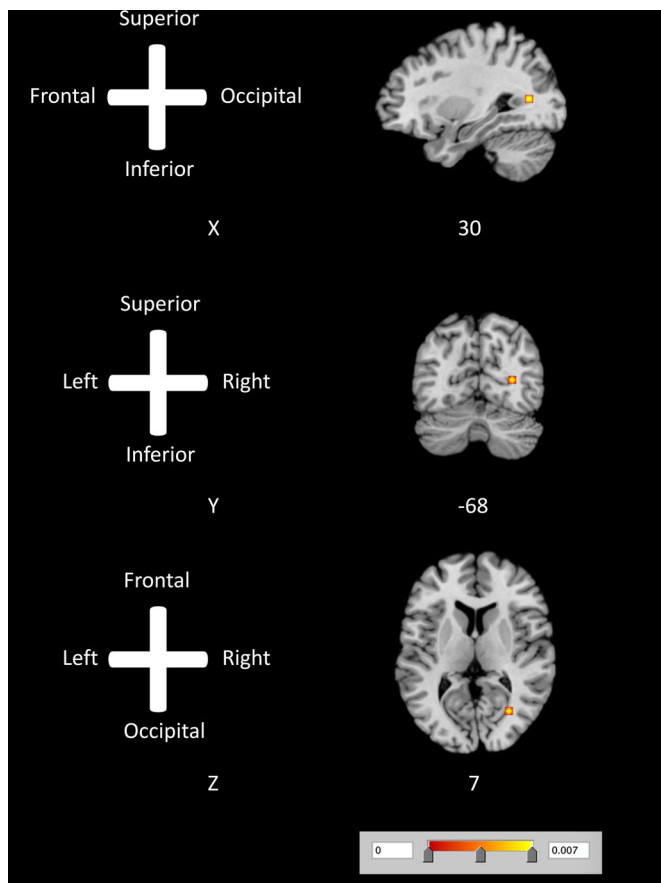 Superior
Frontal
Occipital
Inferior
X
30
Superior
Left
Right
Inferior
Y
-68
Frontal
Left
Right
Occipital
Z
7
0
0.007